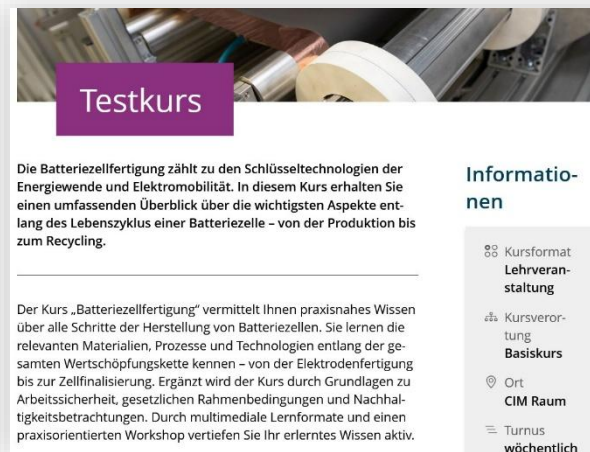 Testkurs
Die Batteriezellfertigung zählt zu den Schlüsseltechnologien der
Energiewende und Elektromobilität. In diesem Kurs erhalten Sie
einen umfassenden Überblick über die wichtigsten Aspekte ent-
lang des Lebenszyklus einer Batteriezelle – von der Produktion bis
zum Recycling.
Der Kurs „Batteriezellfertigung“ vermittelt Ihnen praxisnahes Wissen
über alle Schritte der Herstellung von Batteriezellen. Sie lernen die
relevanten Materialien, Prozesse und Technologien entlang der ge-
samten Wertschöpfungskette kennen – von der Elektrodenfertigung
bis zur Zellfinalisierung. Ergänzt wird der Kurs durch Grundlagen zu
Arbeitssicherheit, gesetzlichen Rahmenbedingungen und Nachhal-
tigkeitsbetrachtungen. Durch multimediale Lernformate und einen
praxisorientierten Workshop vertiefen Sie Ihr erlerntes Wissen aktiv.
Informatio-
nen
Kursformat
Lehrveran-
staltung
Kursveror-
tung
Basiskurs
Ort
CIM Raum
Turnus
wöchentlich